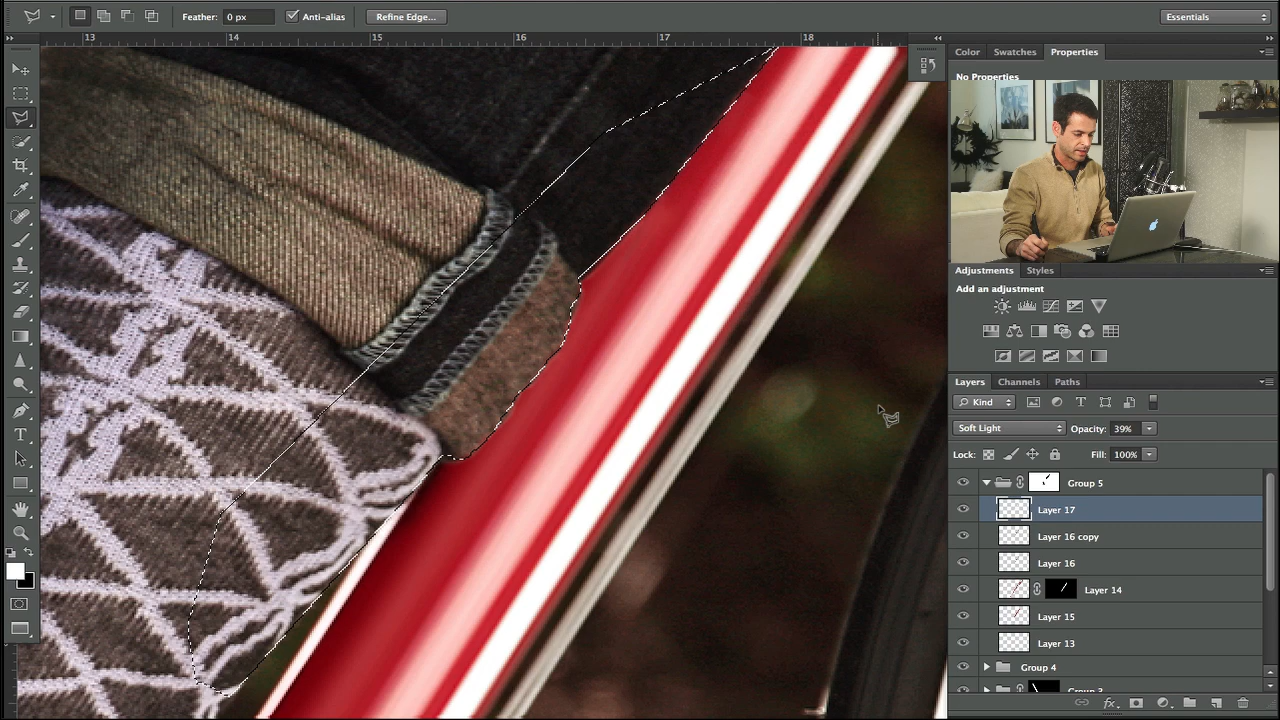 Feather: 0 px Anti-alias Refine Edge... Essentials
13 14 15 16 17 18
Color Swatches Properties
No Properties
Adjustments Styles
Add an adjustment
Layers Channels Paths
Kind
Soft Light Opacity: 39%
Lock: Fill: 100%
Group 5
Layer 17
Layer 16 copy
Layer 16
Layer 14
Layer 15
Layer 13
Group 4
Group 3